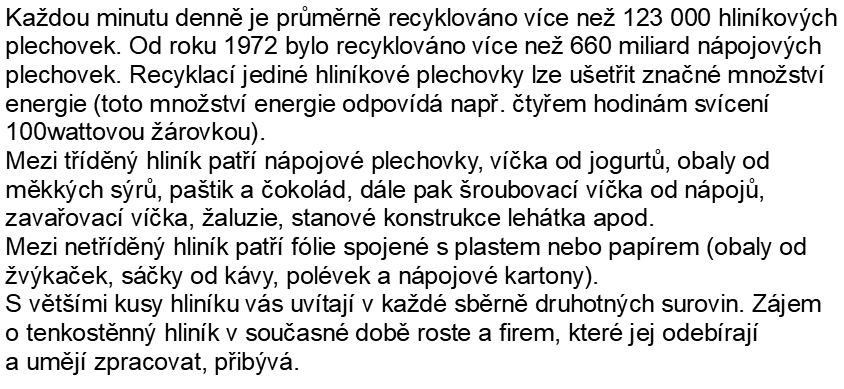 Každou minutu denně je průměrně recyklováno více než 123 000 hliníkových
plechovek. Od roku 1972 bylo recyklováno více než 660 miliard nápojových
plechovek. Recyklací jediné hliníkové plechovky lze ušetřit značné množství
energie (toto množství energie odpovídá např. čtyřem hodinám svícení
100wattovou žárovkou).
Mezi tříděný hliník patří nápojové plechovky, víčka od jogurtů, obaly od
měkkých sýrů, paštik a čokolád, dále pak šroubovací víčka od nápojů,
zavařovací víčka, žaluzie, stanové konstrukce lehátka apod.
Mezi netříděný hliník patří fólie spojené s plastem nebo papírem (obaly od
žvýkaček, sáčky od kávy, polévek a nápojové kartony).
S většími kusy hliníku vás uvítají v každé sběrně druhotných surovin. Zájem
o tenkostěnný hliník v současné době roste a firem, které jej odebírají
a umějí zpracovat, přibývá.